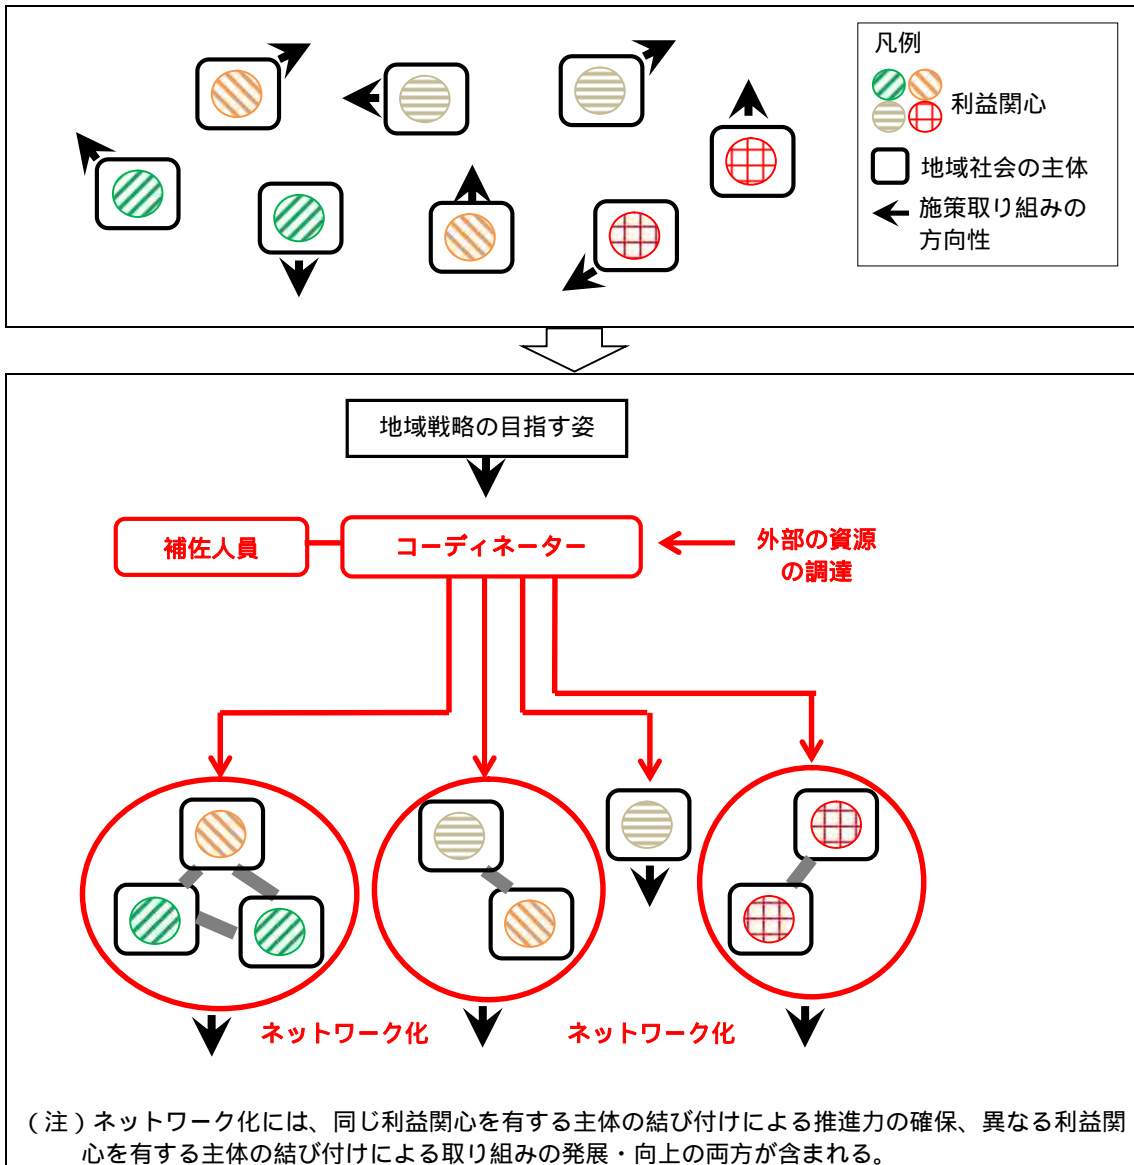 凡例
利益関心
地域社会の主体
施策取り組みの
方向性
地域戦略の目指す姿
補佐人員
コーディネーター
外部の資源
の調達
ネットワーク化
ネットワーク化
(注)ネットワーク化には、同じ利益関心を有する主体の結び付けによる推進力の確保、異なる利益関
心を有する主体の結び付けによる取り組みの発展・向上の両方が含まれる。